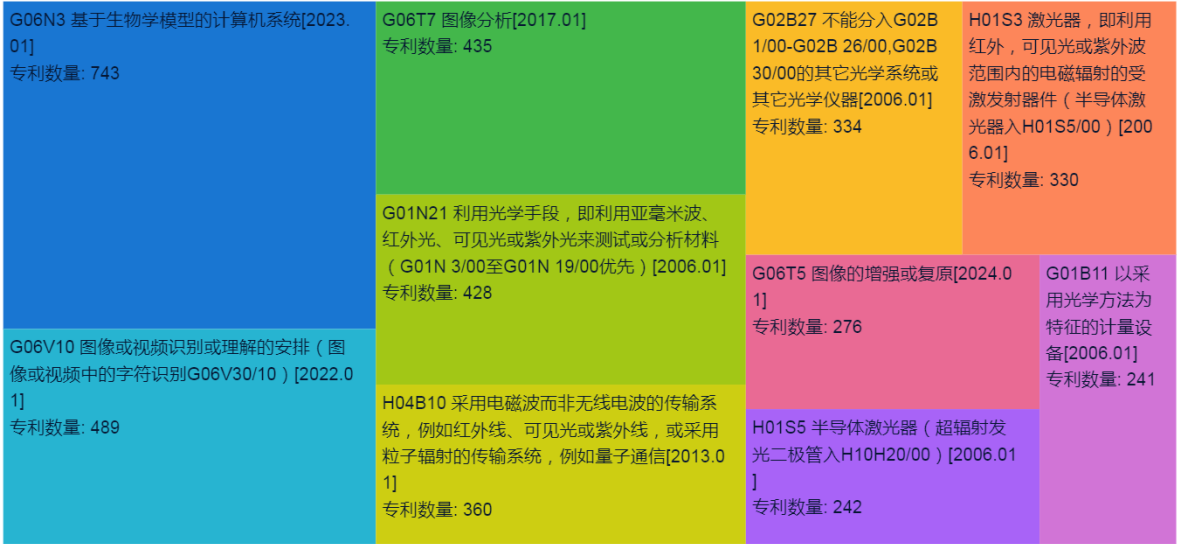 G06N3 基于生物学模型的计算机系统[2023.
01]
专利数量: 743
G06V10 图像或视频识别或理解的安排（图
像或视频中的字符识别G06V30/10）[2022.0
1]
专利数量: 489
G06T7 图像分析[2017.01]
专利数量: 435
G01N21 利用光学手段，即利用亚毫米波、
红外光、可见光或紫外光来测试或分析材料
（G01N 3/00至G01N 19/00优先）[2006.01]
专利数量: 428
H04B10 采用电磁波而非无线电波的传输系
统，例如红外线、可见光或紫外线，或采用
粒子辐射的传输系统，例如量子通信[2013.0
1]
专利数量: 360
G02B27 不能分入G02B
1/00-G02B 26/00,G02B
30/00的其它光学系统或
其它光学仪器[2006.01]
专利数量: 334
H01S3 激光器，即利用
红外，可见光或紫外波
范围内的电磁辐射的受
激发射器件（半导体激
光器入H01S5/00）[200
6.01]
专利数量: 330
G06T5 图像的增强或复原[2024.0
1]
专利数量: 276
H01S5 半导体激光器（超辐射发
光二极管入H10H20/00）[2006.01
]
专利数量: 242
G01B11 以采
用光学方法为
特征的计量设
备[2006.01]
专利数量: 241